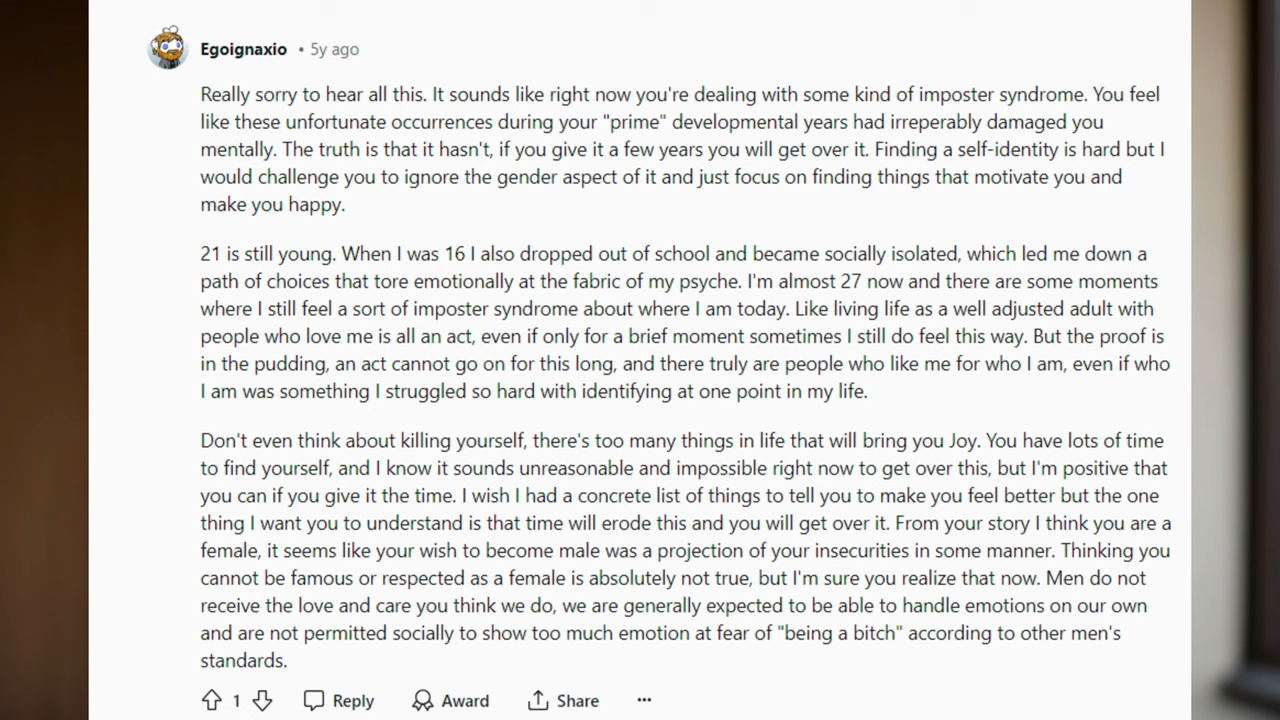 Egoignaxio • 5y ago
Really sorry to hear all this. It sounds like right now you're dealing with some kind of imposter syndrome. You feel
like these unfortunate occurrences during your "prime" developmental years had irreperably damaged you
mentally. The truth is that it hasn't, if you give it a few years you will get over it. Finding a self-identity is hard but I
would challenge you to ignore the gender aspect of it and just focus on finding things that motivate you and
make you happy.
21 is still young. When I was 16 I also dropped out of school and became socially isolated, which led me down a
path of choices that tore emotionally at the fabric of my psyche. I'm almost 27 now and there are some moments
where I still feel a sort of imposter syndrome about where I am today. Like living life as a well adjusted adult with
people who love me is all an act, even if only for a brief moment sometimes I still do feel this way. But the proof is
in the pudding, an act cannot go on for this long, and there truly are people who like me for who I am, even if who
I am was something I struggled so hard with identifying at one point in my life.
Don't even think about killing yourself, there's too many things in life that will bring you Joy. You have lots of time
to find yourself, and I know it sounds unreasonable and impossible right now to get over this, but I'm positive that
you can if you give it the time. I wish I had a concrete list of things to tell you to make you feel better but the one
thing I want you to understand is that time will erode this and you will get over it. From your story I think you are a
female, it seems like your wish to become male was a projection of your insecurities in some manner. Thinking you
cannot be famous or respected as a female is absolutely not true, but I'm sure you realize that now. Men do not
receive the love and care you think we do, we are generally expected to be able to handle emotions on our own
and are not permitted socially to show too much emotion at fear of "being a bitch" according to other men's
standards.
1 Reply Award Share ...